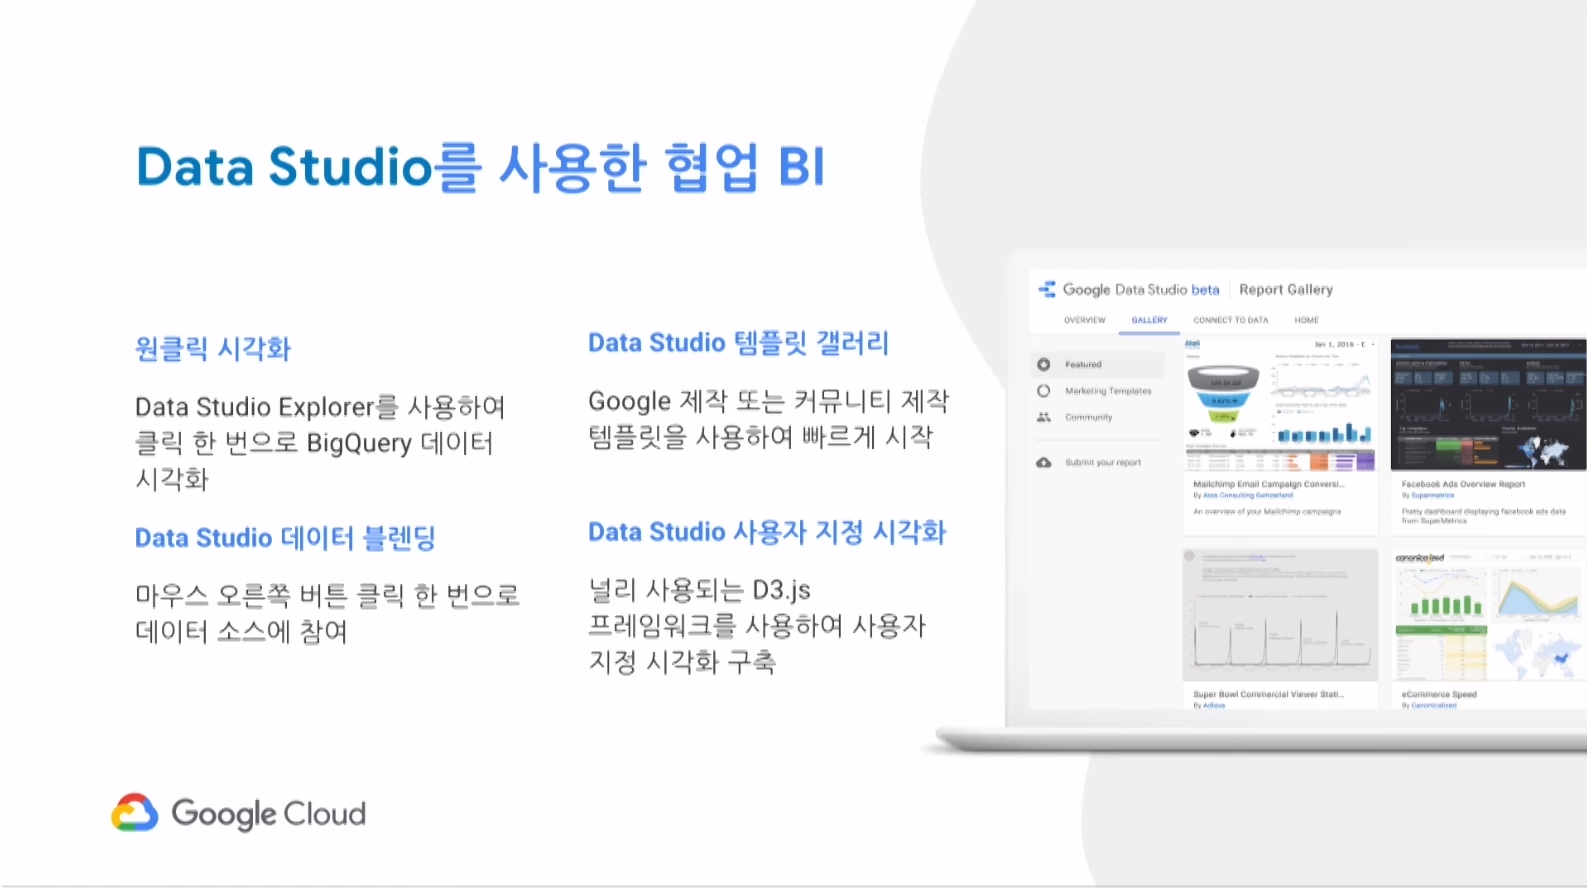 Data Studio를 사용한 협업 BI
원클릭 시각화
Data Studio Explorer를 사용하여
클릭 한 번으로 BigQuery 데이터
시각화
Data Studio 데이터 블렌딩
마우스 오른쪽 버튼 클릭 한 번으로
데이터 소스에 참여
Data Studio 템플릿 갤러리
Google 제작 또는 커뮤니티 제작
템플릿을 사용하여 빠르게 시작
Data Studio 사용자 지정 시각화
널리 사용되는 D3.js
프레임워크를 사용하여 사용자
지정 시각화 구축
Google Data Studio beta Report Gallery
OVERVIEW GALLERY CONNECT TO DATA HOME
Featured
Marketing Templates
Community
Submit your report
Jan 1, 2016 - C
Mailchimp Email Campaign Conversi...
By Atos Consulting Switzerland
An overview of your Mailchimp campaigns
Facebook Ads Overview Report
By Supermetrics
Pretty dashboard displaying facebook ads data
from SuperMetrics
canonicalized
Super Bowl Commercial Viewer Stati...
By Adlava
eCommerce Speed
By Canonicalized
Google Cloud